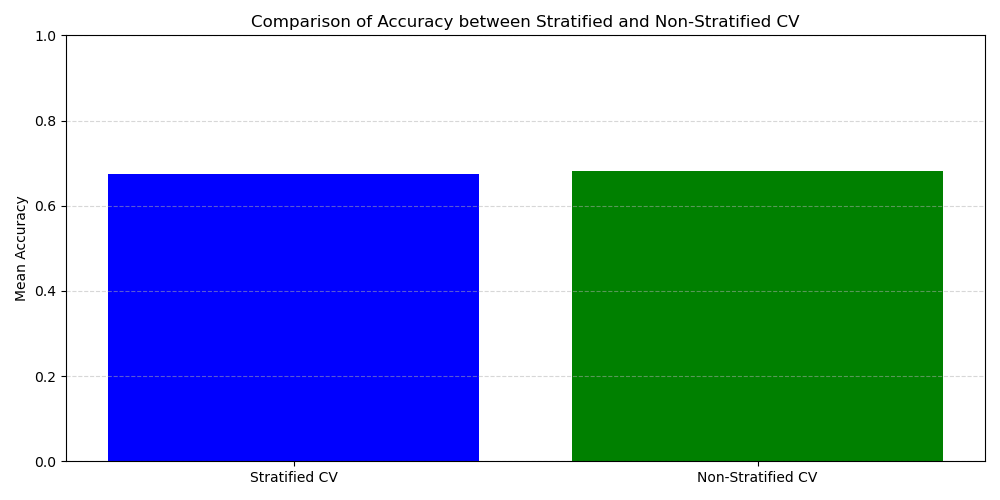 Comparison of Accuracy between Stratified and Non-Stratified CV
1.0
0.8
0.6
0.4
0.2
0.0
Mean Accuracy
Stratified CV
Non-Stratified CV